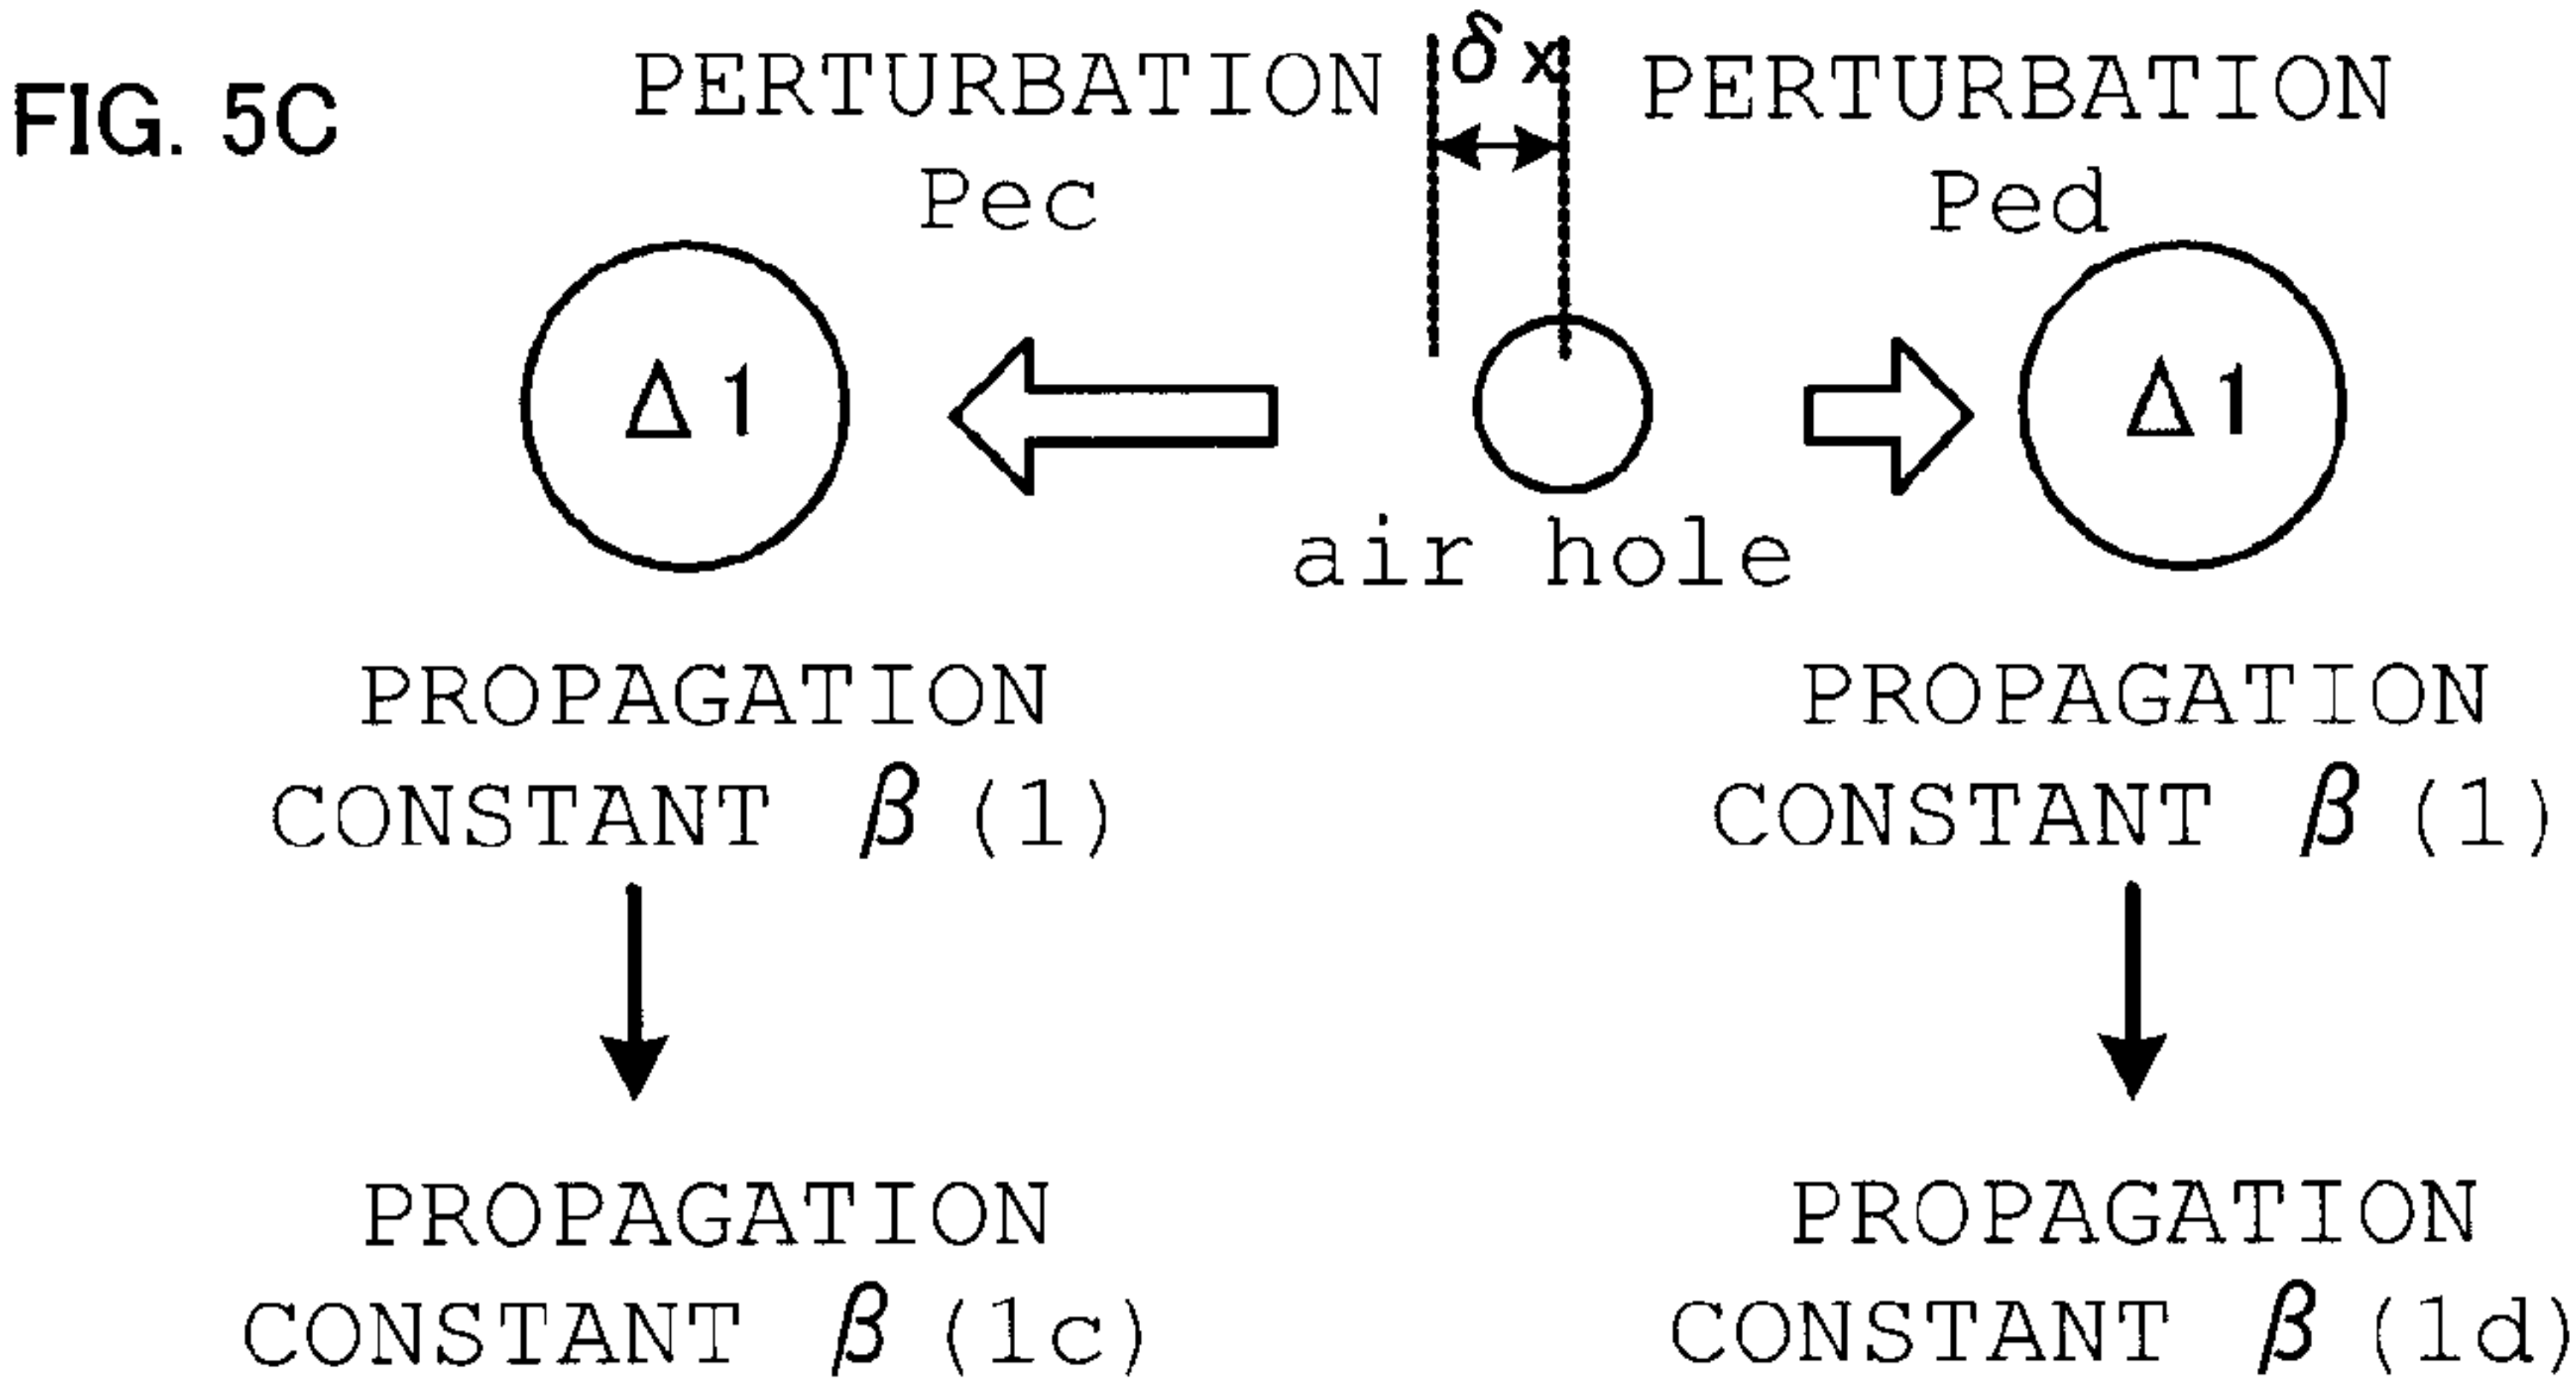 FIG. 5C
PERTURBATION
Pec
δx
PERTURBATION
Ped
Δ1
Δ1
air hole
PROPAGATION
CONSTANT β(1)
PROPAGATION
CONSTANT β(1)
PROPAGATION
CONSTANT β(1c)
PROPAGATION
CONSTANT β(1d)